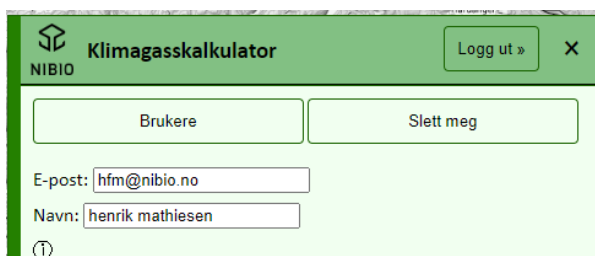 Klimagasskalkulator
NIBIO
Logg ut »
Brukere
Slett meg
E-post: hfm@nibio.no
Navn: henrik mathiesen